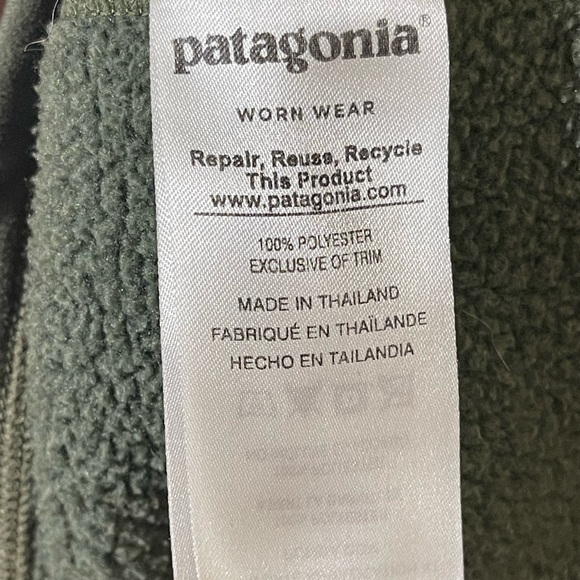 patagonia®
WORN WEAR
Repair, Reuse, Recycle
This Product
www.patagonia.com
100% POLYESTER
EXCLUSIVE OF TRIM
MADE IN THAILAND
FABRIQUÉ EN THAÏLANDE
HECHO EN TAILANDIA